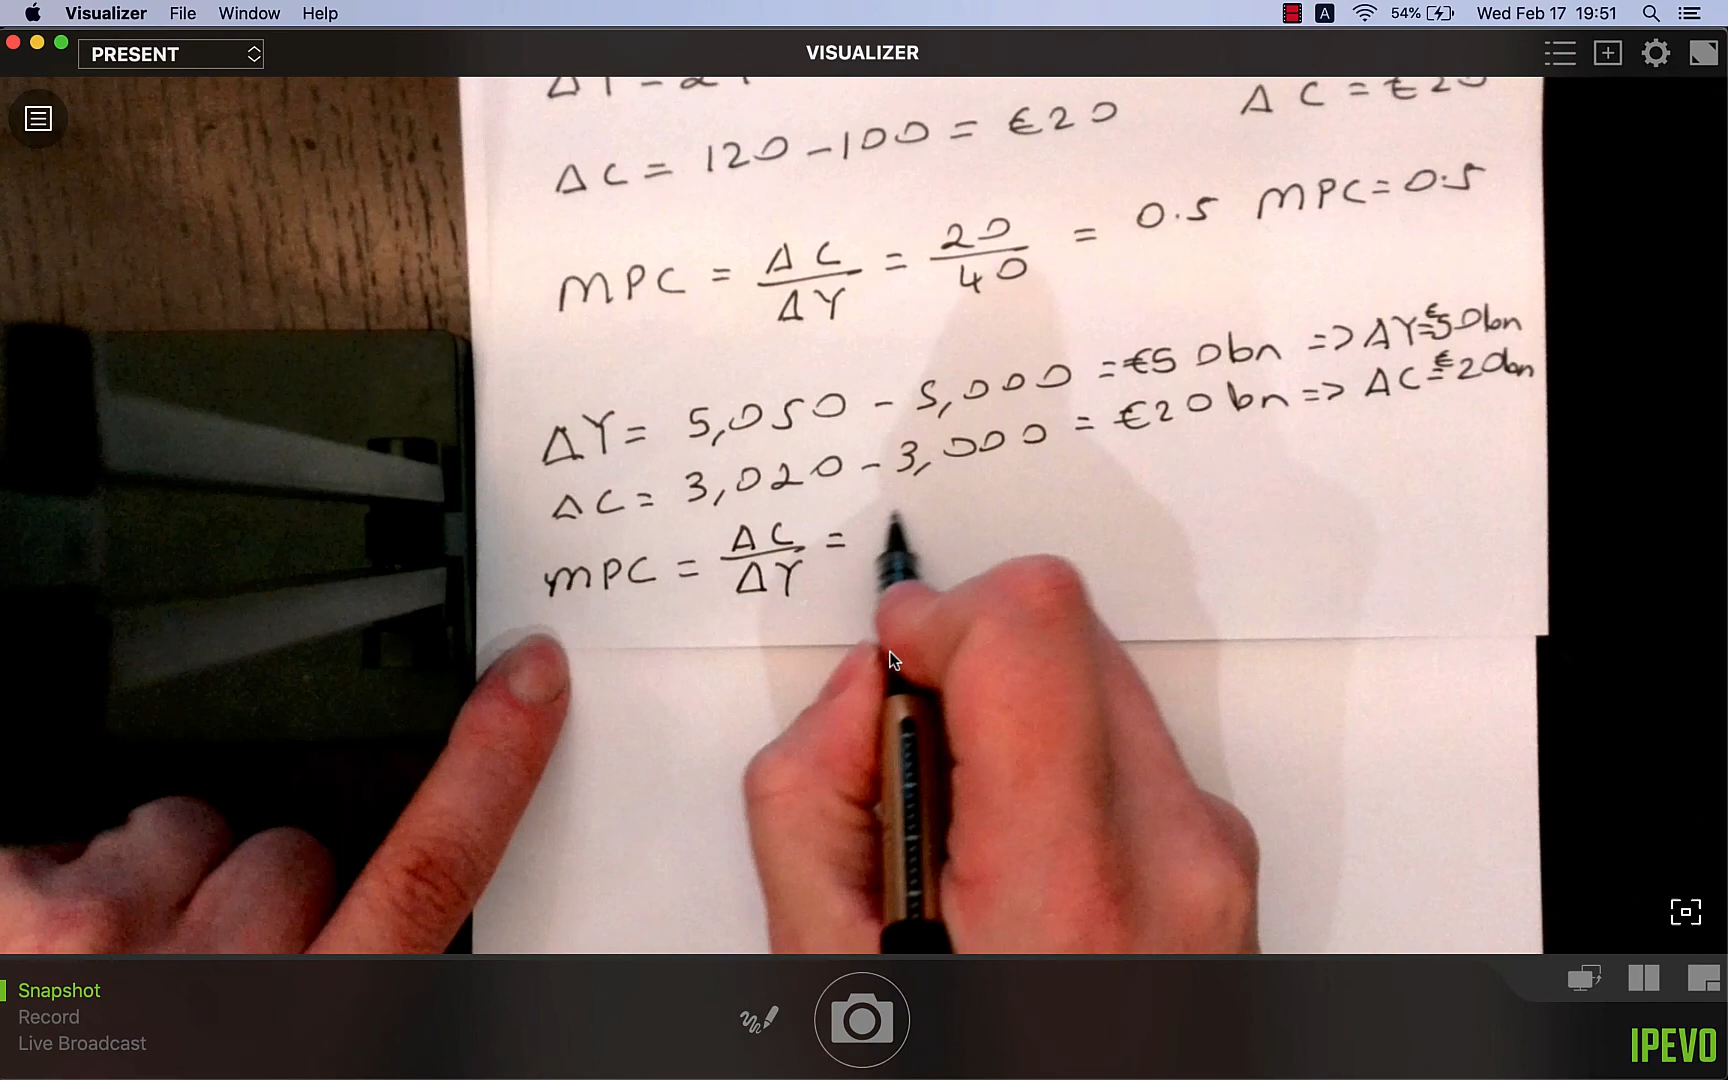 Visualizer File Window Help 54% Wed Feb 17 19:51
PRESENT VISUALIZER
ΔC = €20
ΔC = 120 - 100 = €20
MPC = ΔC/ΔY = 20/40 = 0.5 MPC = 0.5
ΔY = 5,050 - 5,000 = €50bn => ΔY = €50bn
ΔC = 3,020 - 3,000 = €20bn => ΔC = €20bn
MPC = ΔC/ΔY =
Snapshot
Record
Live Broadcast
IPEVO